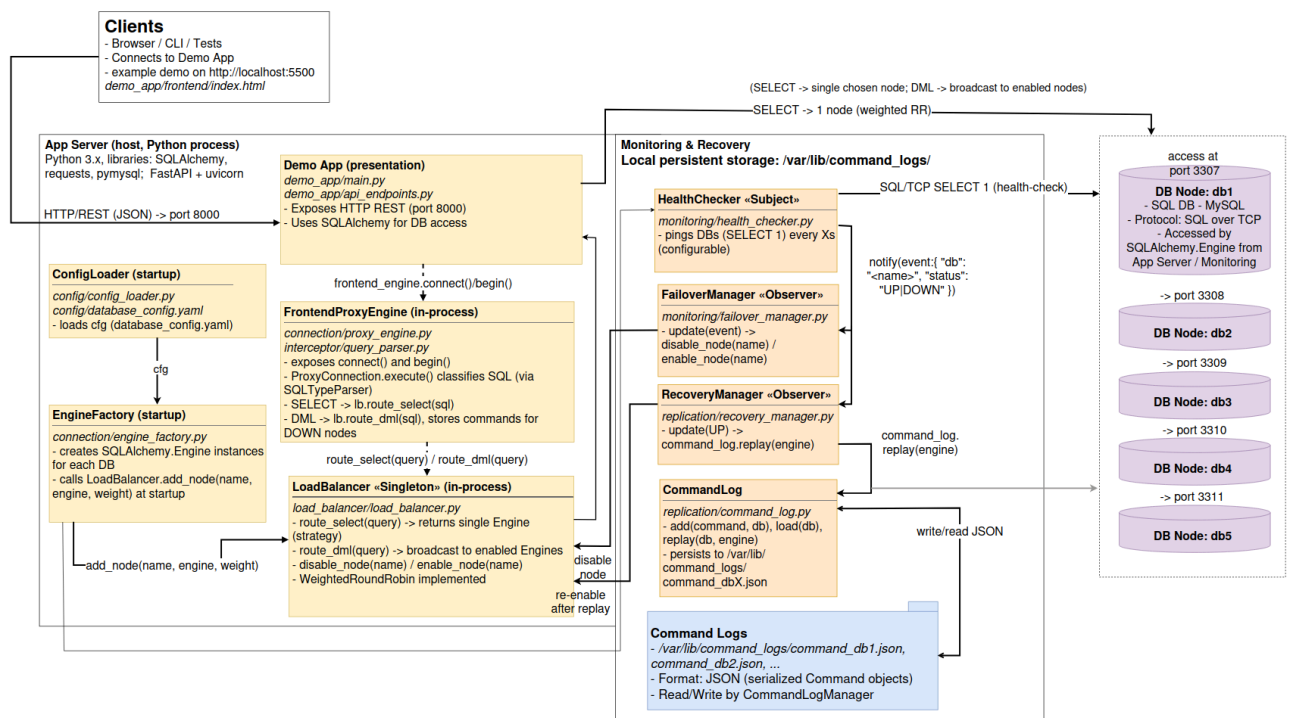 Clients
- Browser / CLI / Tests
- Connects to Demo App
- example demo on http://localhost:5500
demo_app/frontend/index.html
(SELECT -> single chosen node; DML -> broadcast to enabled nodes)
SELECT -> 1 node (weighted RR)
App Server (host, Python process)
Python 3.x, libraries: SQLAlchemy,
requests, pymysql; FastAPI + uvicorn
HTTP/REST (JSON) -> port 8000
Demo App (presentation)
demo_app/main.py
demo_app/api_endpoints.py
- Exposes HTTP REST (port 8000)
- Uses SQLAlchemy for DB access
frontend_engine.connect()/begin()
ConfigLoader (startup)
config/config_loader.py
config/database_config.yaml
- loads cfg (database_config.yaml)
cfg
EngineFactory (startup)
connection/engine_factory.py
- creates SQLAlchemy.Engine instances
for each DB
- calls LoadBalancer.add_node(name,
engine, weight) at startup
add_node(name, engine, weight)
FrontendProxyEngine (in-process)
connection/proxy_engine.py
interceptor/query_parser.py
- exposes connect() and begin()
- ProxyConnection.execute() classifies SQL (via
SQLTypeParser)
- SELECT -> lb.route_select(sql)
- DML -> lb.route_dml(sql), stores commands for
DOWN nodes
route_select(query) / route_dml(query)
LoadBalancer «Singleton» (in-process)
load_balancer/load_balancer.py
- route_select(query) -> returns single Engine
(strategy)
- route_dml(query) -> broadcast to enabled Engines
- disable_node(name) / enable_node(name)
- WeightedRoundRobin implemented
disable
node
re-enable
after replay
Monitoring & Recovery
Local persistent storage: /var/lib/command_logs/
HealthChecker «Subject»
monitoring/health_checker.py
- pings DBs (SELECT 1) every Xs
(configurable)
SQL/TCP SELECT 1 (health-check)
notify(event:{ "db":
"<name>", "status":
"UP|DOWN" })
FailoverManager «Observer»
monitoring/failover_manager.py
- update(event) ->
disable_node(name) /
enable_node(name)
RecoveryManager «Observer»
replication/recovery_manager.py
- update(UP) ->
command_log.replay(engine)
command_log.
replay(engine)
CommandLog
replication/command_log.py
- add(command, db), load(db),
replay(db, engine)
- persists to /var/lib/
command_logs/
command_dbX.json
write/read JSON
Command Logs
- /var/lib/command_logs/command_db1.json,
command_db2.json, ...
- Format: JSON (serialized Command objects)
- Read/Write by CommandLogManager
access at
port 3307
DB Node: db1
- SQL DB - MySQL
- Protocol: SQL over TCP
- Accessed by
SQLAlchemy.Engine from
App Server / Monitoring
-> port 3308
DB Node: db2
-> port 3309
DB Node: db3
-> port 3310
DB Node: db4
-> port 3311
DB Node: db5